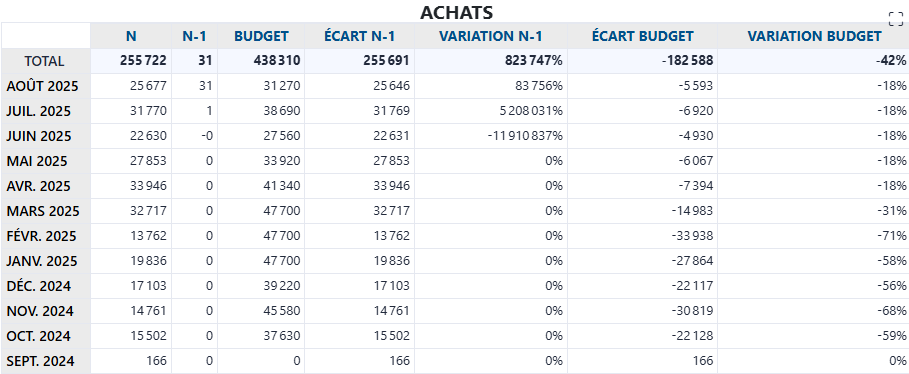 ACHATS
N N-1 BUDGET ÉCART N-1 VARIATION N-1 ÉCART BUDGET VARIATION BUDGET
TOTAL 255 722 31 438 310 255 691 823 747% -182 588 -42%
AOÛT 2025 25 677 31 31 270 25 646 83 756% -5 593 -18%
JUIL. 2025 31 770 1 38 690 31 769 5 208 031% -6 920 -18%
JUIN 2025 22 630 -0 27 560 22 631 -11 910 837% -4 930 -18%
MAI 2025 27 853 0 33 920 27 853 0% -6 067 -18%
AVR. 2025 33 946 0 41 340 33 946 0% -7 394 -18%
MARS 2025 32 717 0 47 700 32 717 0% -14 983 -31%
FÉVR. 2025 13 762 0 47 700 13 762 0% -33 938 -71%
JANV. 2025 19 836 0 47 700 19 836 0% -27 864 -58%
DÉC. 2024 17 103 0 39 220 17 103 0% -22 117 -56%
NOV. 2024 14 761 0 45 580 14 761 0% -30 819 -68%
OCT. 2024 15 502 0 37 630 15 502 0% -22 128 -59%
SEPT. 2024 166 0 0 166 0% 166 0%